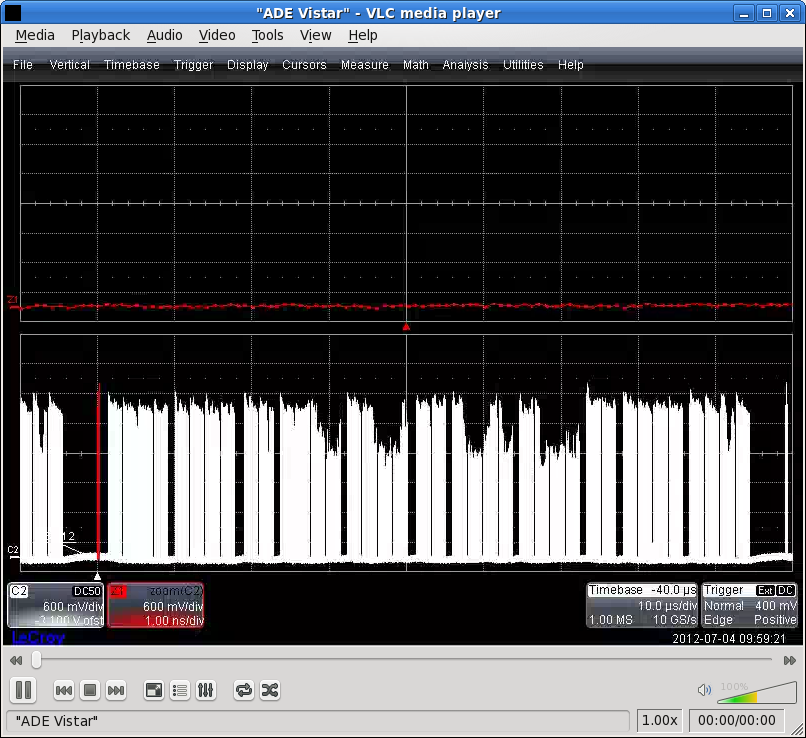 "ADE Vistar" - VLC media player
Media Playback Audio Video Tools View Help
File Vertical Timebase Trigger Display Cursors Measure Math Analysis Utilities Help
Z1
C2
C2 DC50
600 mV/div
-2.100 V ofst
Z1 zoom(C2)
600 mV/div
1.00 ns/div
Timebase -40.0 µs
10.0 µs/div
1.00 MS 10 GS/s
Trigger Ext DC
Normal 400 mV
Edge Positive
LeCroy
2012-07-04 09:59:21
100%
"ADE Vistar" 1.00x 00:00/00:00